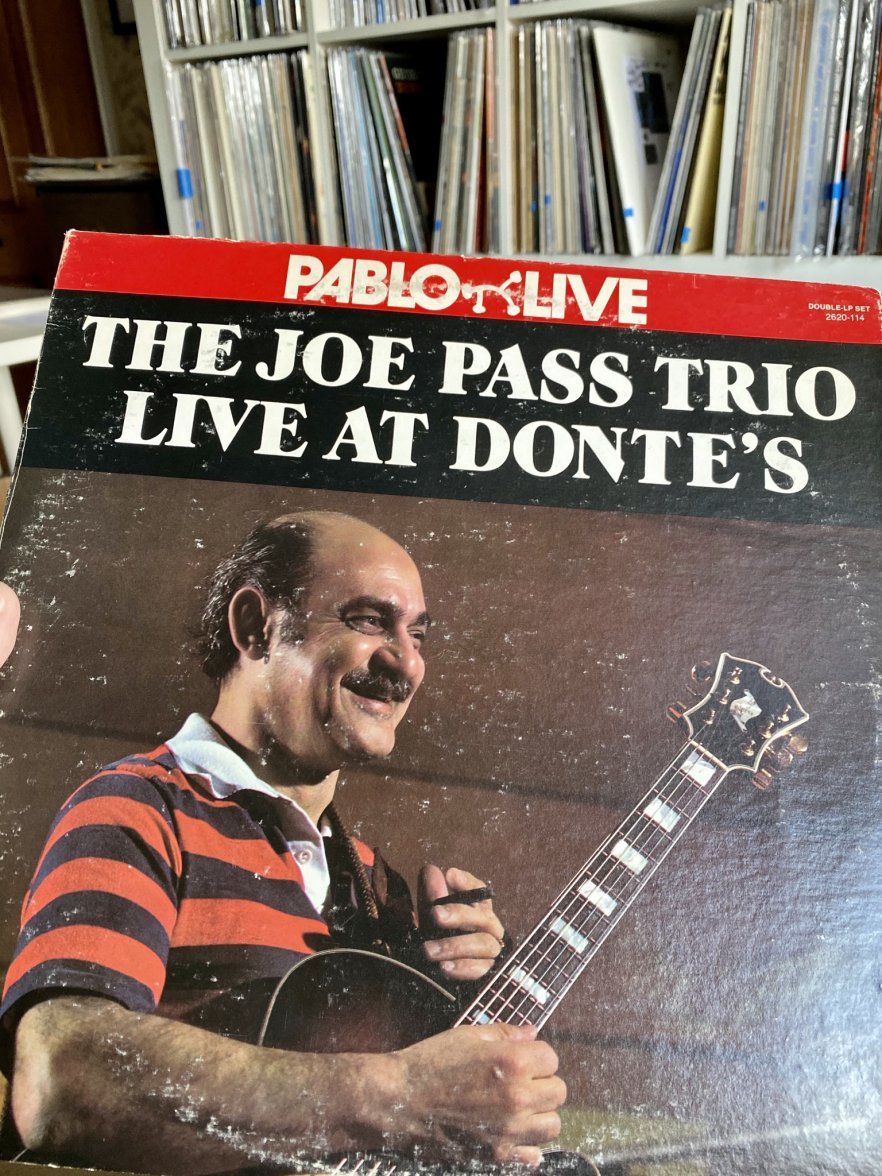 PABLO LIVE
DOUBLE-LP SET
2620-114
THE JOE PASS TRIO
LIVE AT DONTE'S